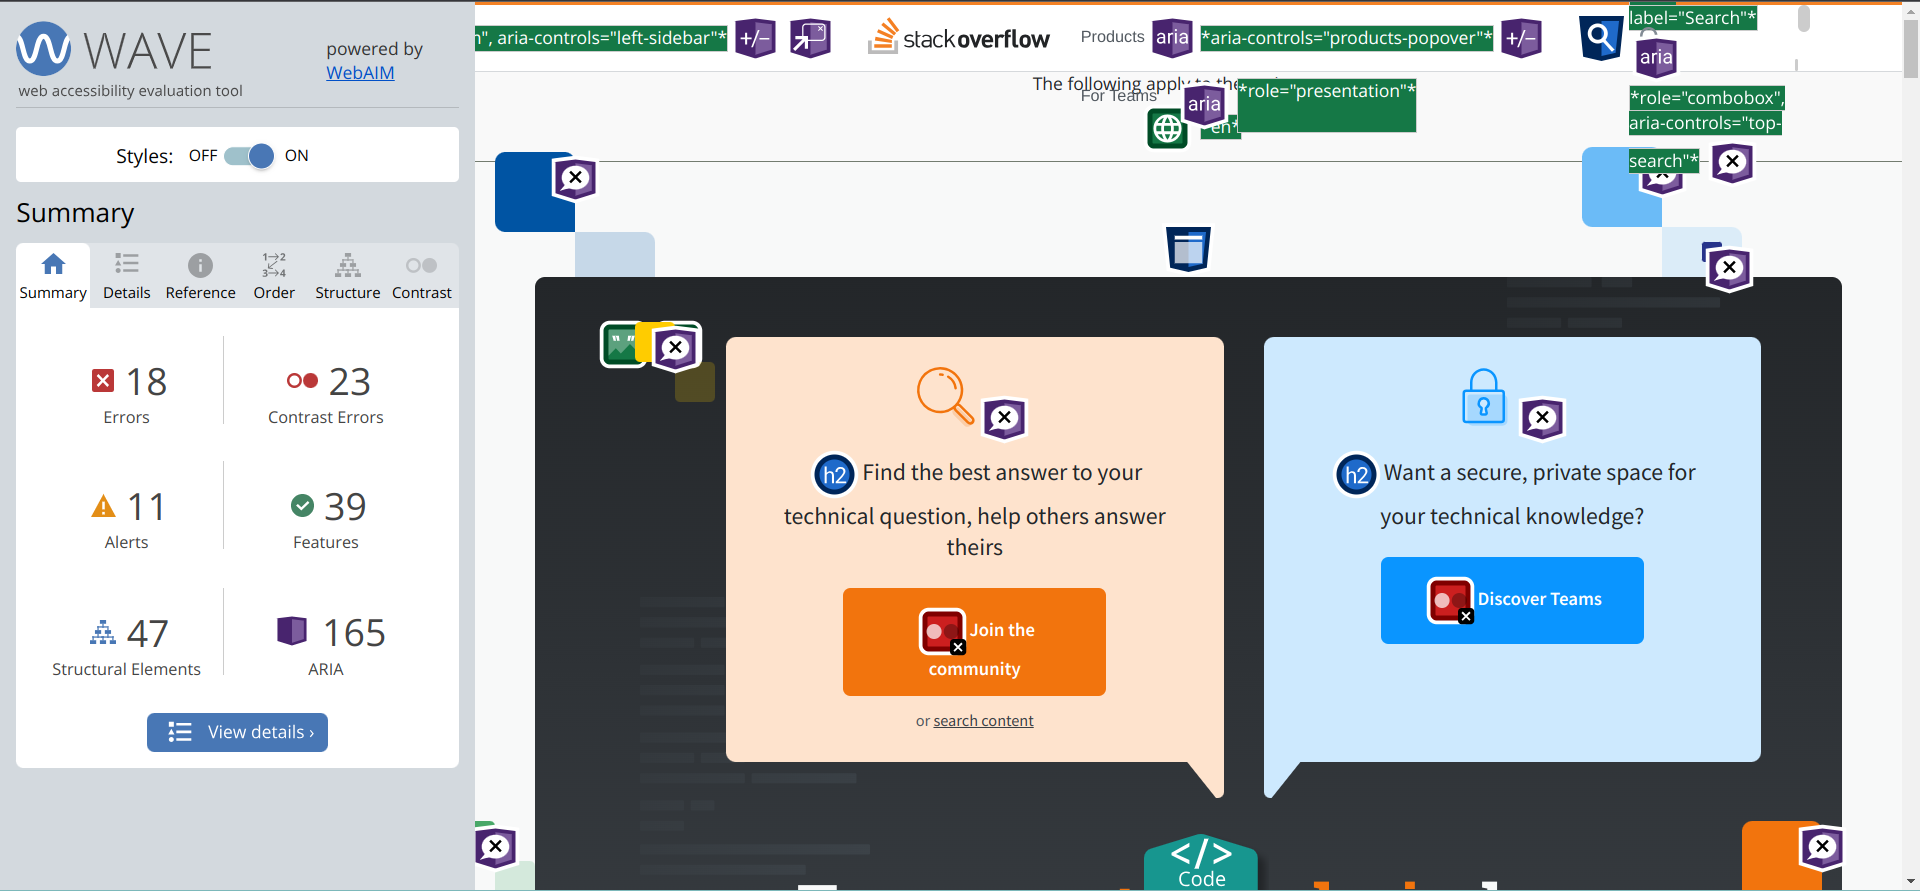 WAVE
powered by
WebAIM
web accessibility evaluation tool
Styles: OFF ON
Summary
Summary Details Reference Order Structure Contrast
18 Errors
23 Contrast Errors
11 Alerts
39 Features
47 Structural Elements
165 ARIA
View details ›
aria-controls="left-sidebar"*
+/-
stackoverflow
Products
aria
*aria-controls="products-popover"*
+/-
label="Search"*
aria
The following apply to the
For Teams
aria
*role="presentation"*
en*
*role="combobox",
aria-controls="top-
search"*
h2 Find the best answer to your
technical question, help others answer
theirs
Join the
community
or search content
h2 Want a secure, private space for
your technical knowledge?
Discover Teams
</>
Code